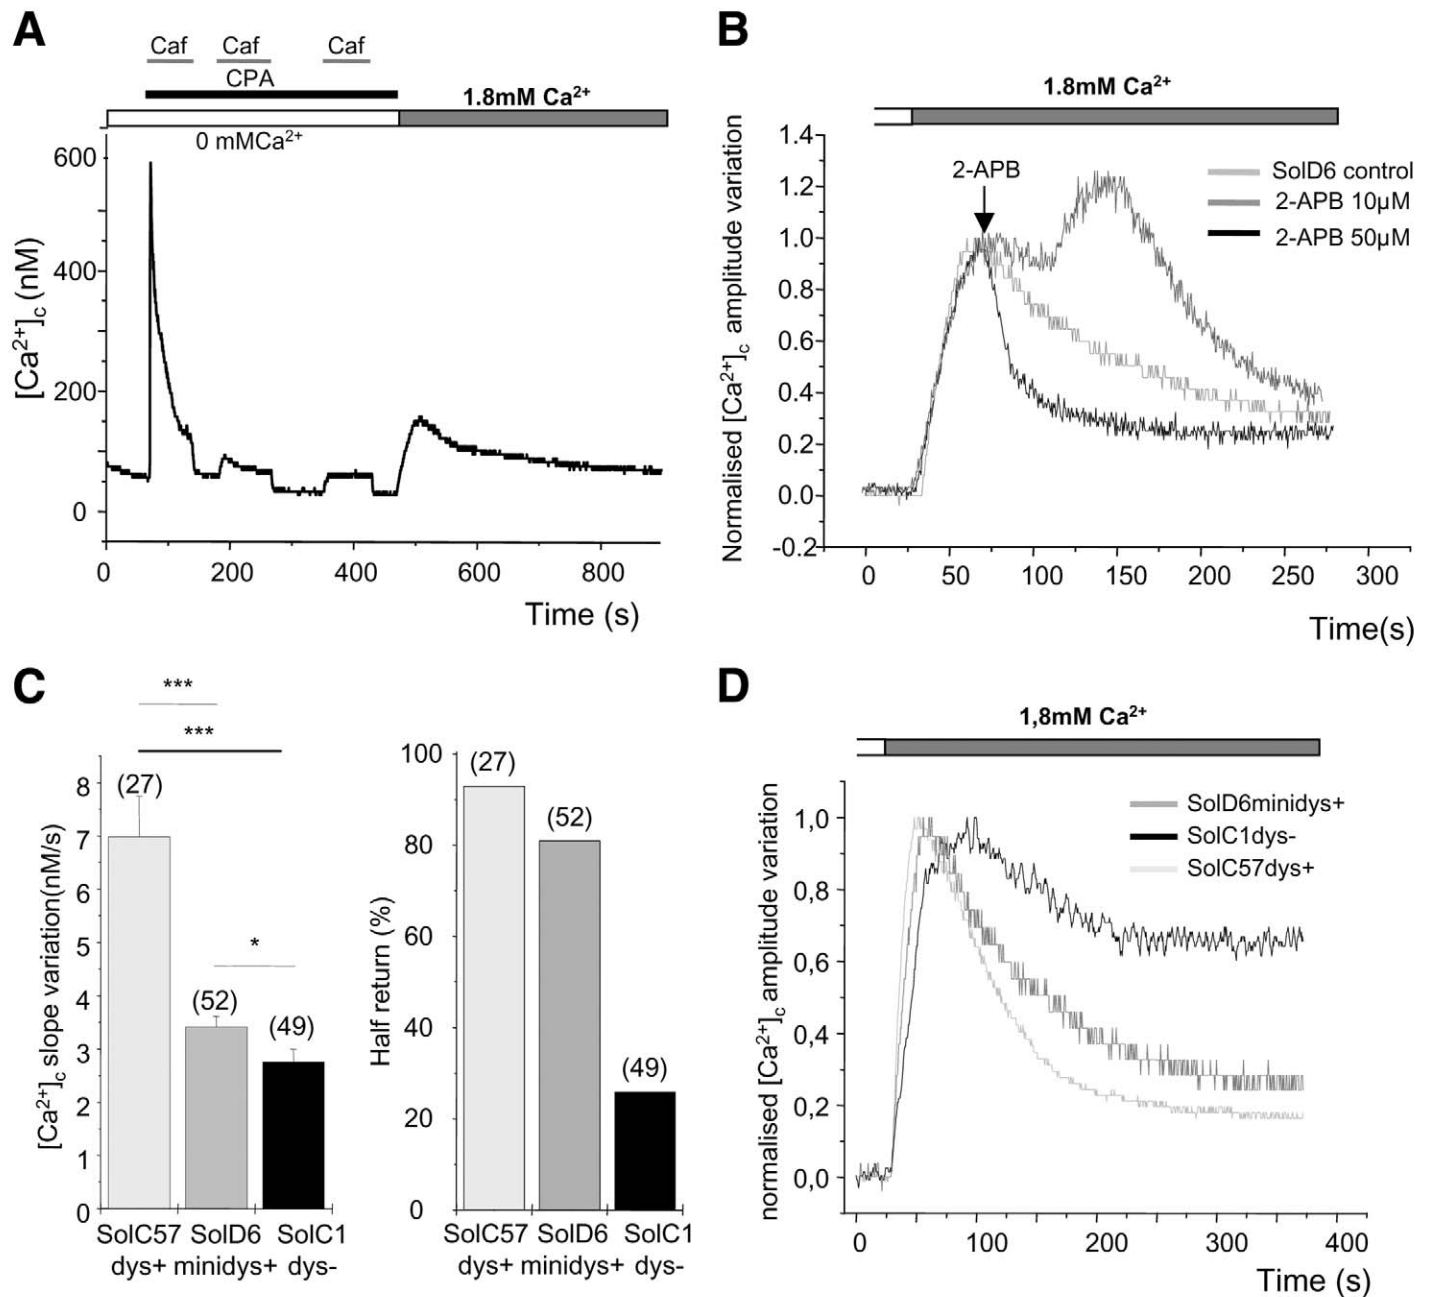 A
Caf Caf Caf
CPA
1.8mM Ca²⁺
0 mMCa²⁺
600
400
200
0
[Ca²⁺]c (nM)
0 200 400 600 800
Time (s)
B
1.8mM Ca²⁺
1.4
1.2
1.0
0.8
0.6
0.4
0.2
0.0
-0.2
Normalised [Ca²⁺]c amplitude variation
2-APB
SolD6 control
2-APB 10µM
2-APB 50µM
0 50 100 150 200 250 300
Time(s)
C
***
***
*
(27)
(52)
(49)
8
7
6
5
4
3
2
1
0
[Ca²⁺]c slope variation(nM/s)
SolC57 SolD6 SolC1
dys+ minidys+ dys-
100
80
60
40
20
0
Half return (%)
(27)
(52)
(49)
SolC57 SolD6 SolC1
dys+ minidys+ dys-
D
1,8mM Ca²⁺
1,0
0,8
0,6
0,4
0,2
0,0
normalised [Ca²⁺]c amplitude variation
SolD6minidys+
SolC1dys-
SolC57dys+
0 100 200 300 400
Time (s)